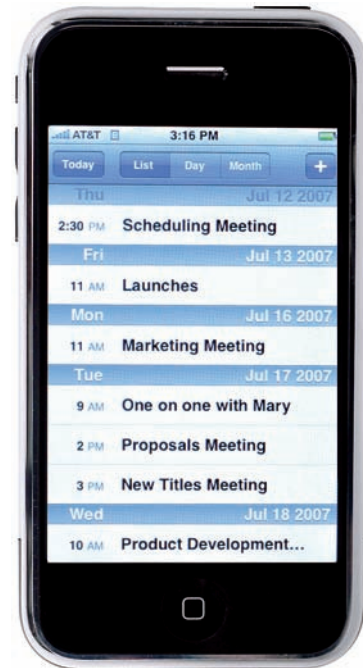 AT&T 3:16 PM
Today List Day Month +
Thu Jul 12 2007
2:30 PM Scheduling Meeting
Fri Jul 13 2007
11 AM Launches
Mon Jul 16 2007
11 AM Marketing Meeting
Tue Jul 17 2007
9 AM One on one with Mary
2 PM Proposals Meeting
3 PM New Titles Meeting
Wed Jul 18 2007
10 AM Product Development...